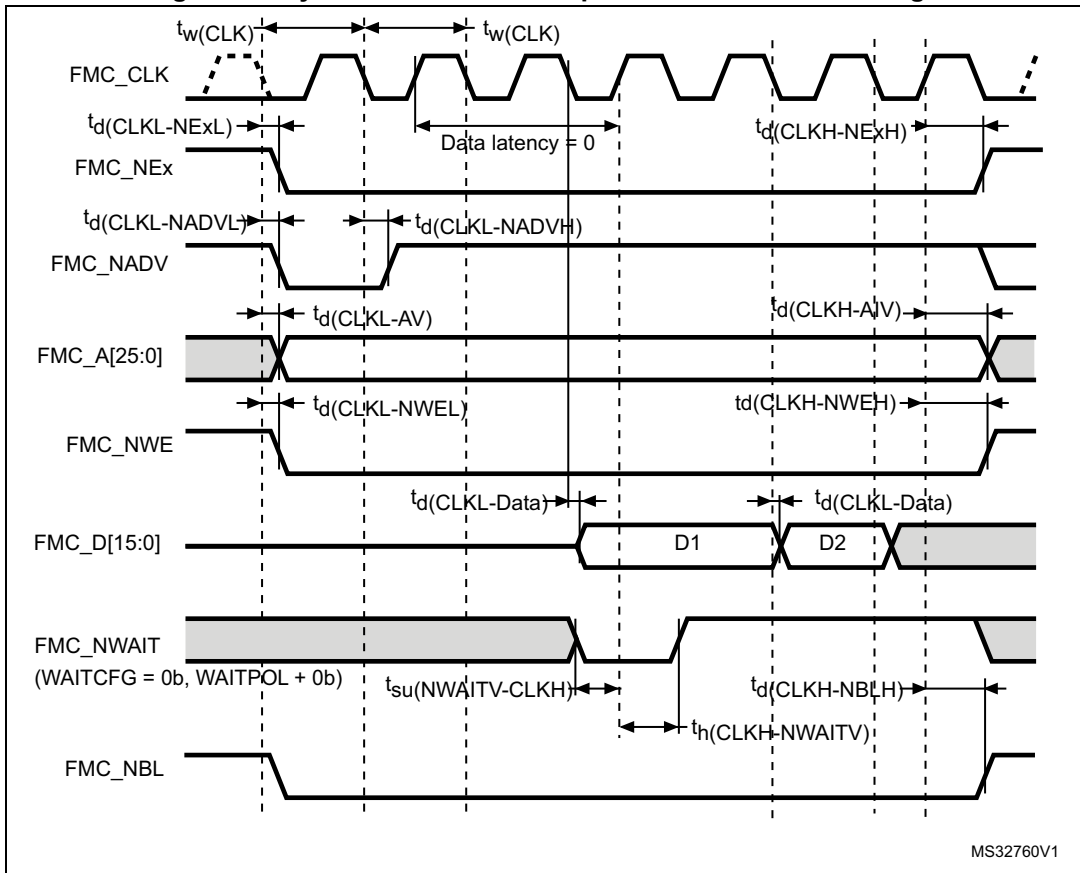 tw(CLK) tw(CLK)
FMC_CLK
td(CLKL-NExL) Data latency = 0 td(CLKH-NExH)
FMC_NEx
td(CLKL-NADVL) td(CLKL-NADVH)
FMC_NADV
td(CLKL-AV) td(CLKH-AIV)
FMC_A[25:0]
td(CLKL-NWEL) td(CLKH-NWEH)
FMC_NWE
td(CLKL-Data) td(CLKL-Data)
FMC_D[15:0] D1 D2
FMC_NWAIT
(WAITCFG = 0b, WAITPOL + 0b)
tsu(NWAITV-CLKH) td(CLKH-NBLH)
th(CLKH-NWAITV)
FMC_NBL
MS32760V1